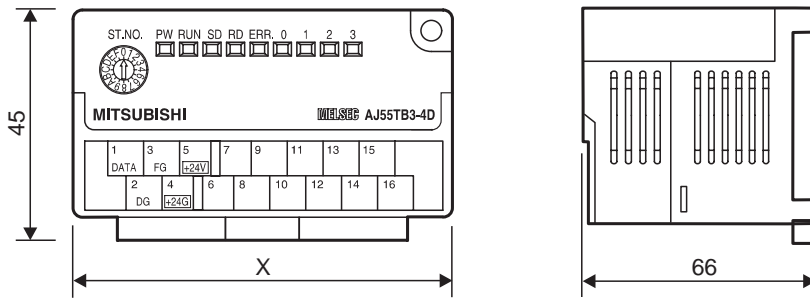 ST.NO. PW RUN SD RD ERR. 0 1 2 3
0123456789ABCDEF
MITSUBISHI MELSEC AJ55TB3-4D
1 3 5 7 9 11 13 15
DATA FG +24V
2 4 6 8 10 12 14 16
DG +24G
45
X
66